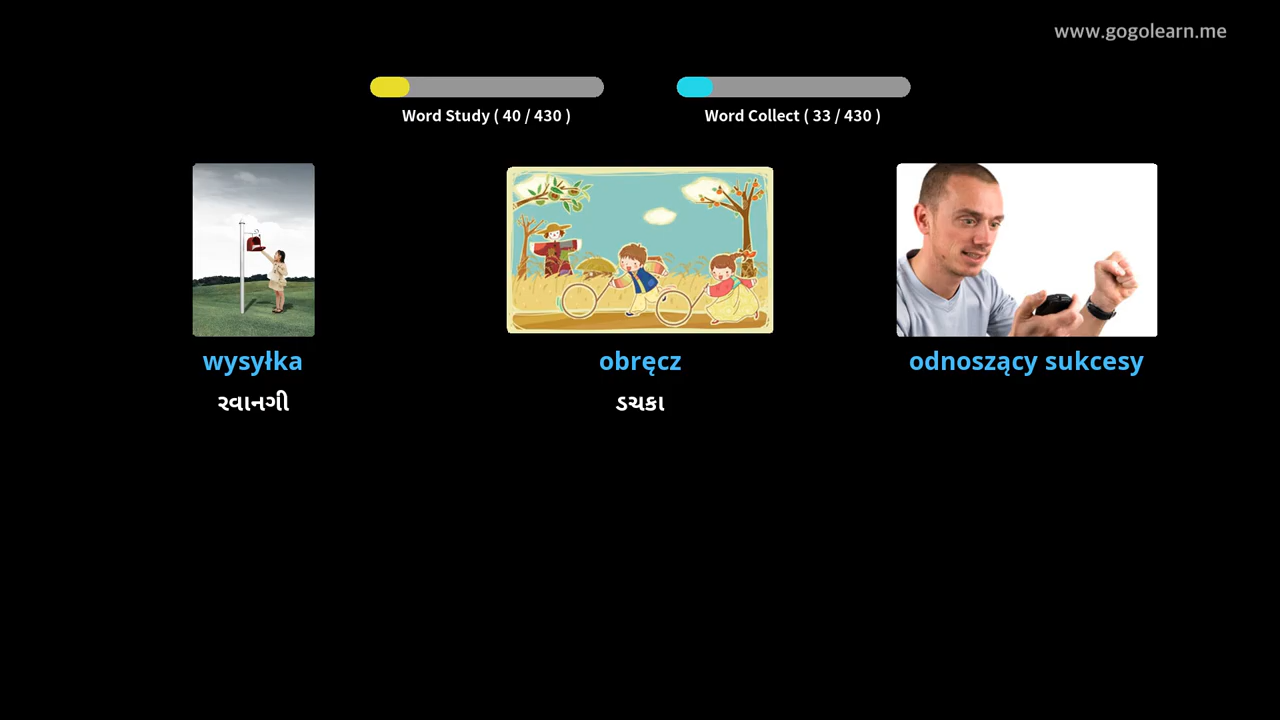 www.gogolearn.me
Word Study ( 40 / 430 )
Word Collect ( 33 / 430 )
wysyłka
obręcz
odnoszący sukcesy
રવાનગી
ડચકા